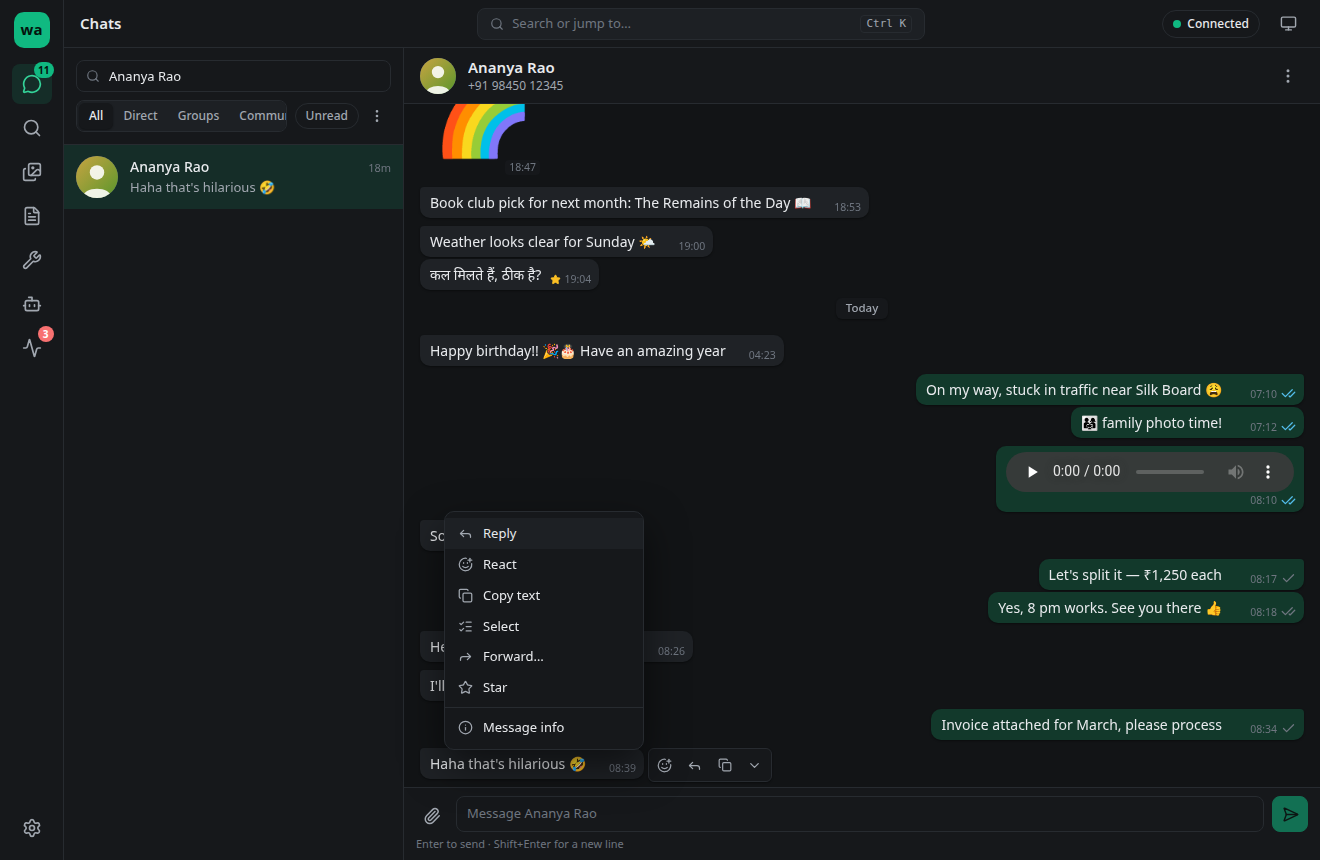 wa
Chats
Search or jump to...
Ctrl K
Connected
11
Ananya Rao
All
Direct
Groups
Unread
Ananya Rao
18m
Haha that's hilarious 🤣
3
Ananya Rao
+91 98450 12345
18:47
Book club pick for next month: The Remains of the Day 📖 18:53
Weather looks clear for Sunday 🌤️ 19:00
कल मिलते हैं, ठीक है? ⭐ 19:04
Today
Happy birthday!! 🎉🎂 Have an amazing year 04:23
On my way, stuck in traffic near Silk Board 😩 07:10
👨‍👩‍👧 family photo time! 07:12
0:00 / 0:00
08:10
Let's split it — ₹1,250 each 08:17
Yes, 8 pm works. See you there 👍 08:18
08:26
I'll
Invoice attached for March, please process 08:34
Reply
React
Copy text
Select
Forward...
Star
Message info
Haha that's hilarious 🤣 08:39
Message Ananya Rao
Enter to send · Shift+Enter for a new line